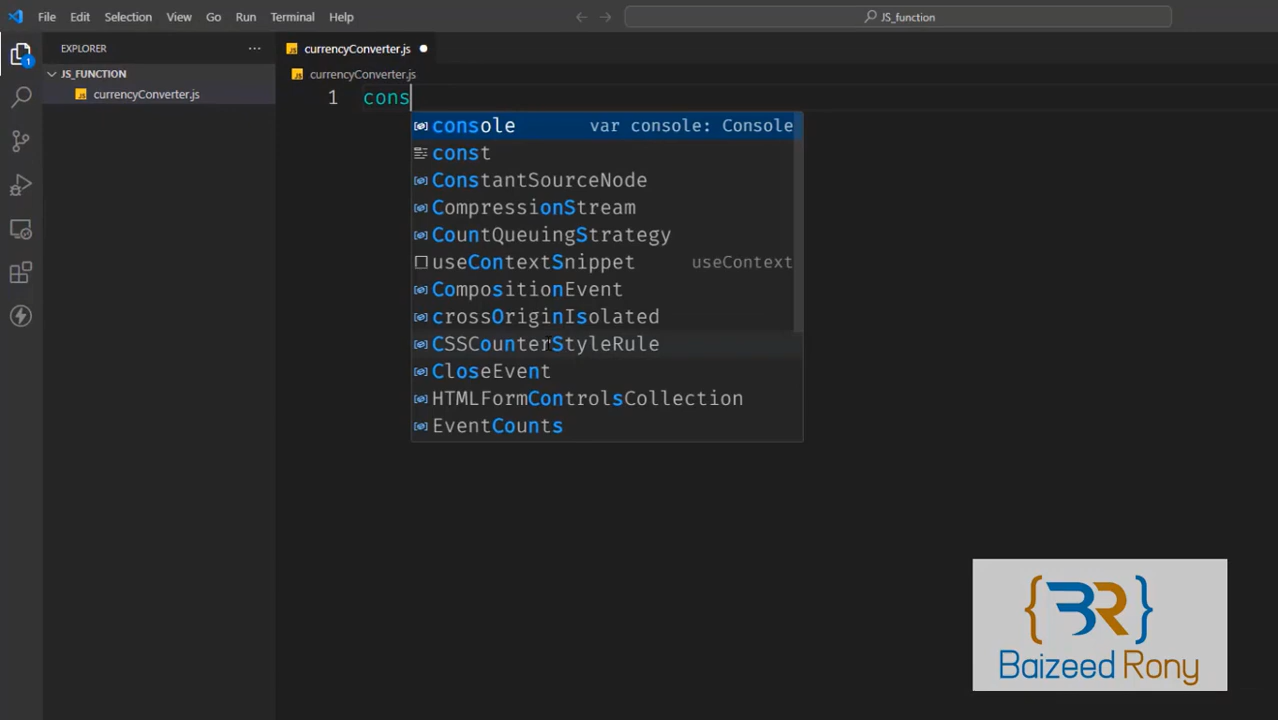 File Edit Selection View Go Run Terminal Help
JS_function
EXPLORER
currencyConverter.js
JS_FUNCTION
currencyConverter.js
1
currencyConverter.js
1 cons
console var console: Console
const
ConstantSourceNode
CompressionStream
CountQueuingStrategy
useContextSnippet useContext
CompositionEvent
crossOriginIsolated
CSSCounterStyleRule
CloseEvent
HTMLFormControlsCollection
EventCounts
{BR}
Baizeed Rony